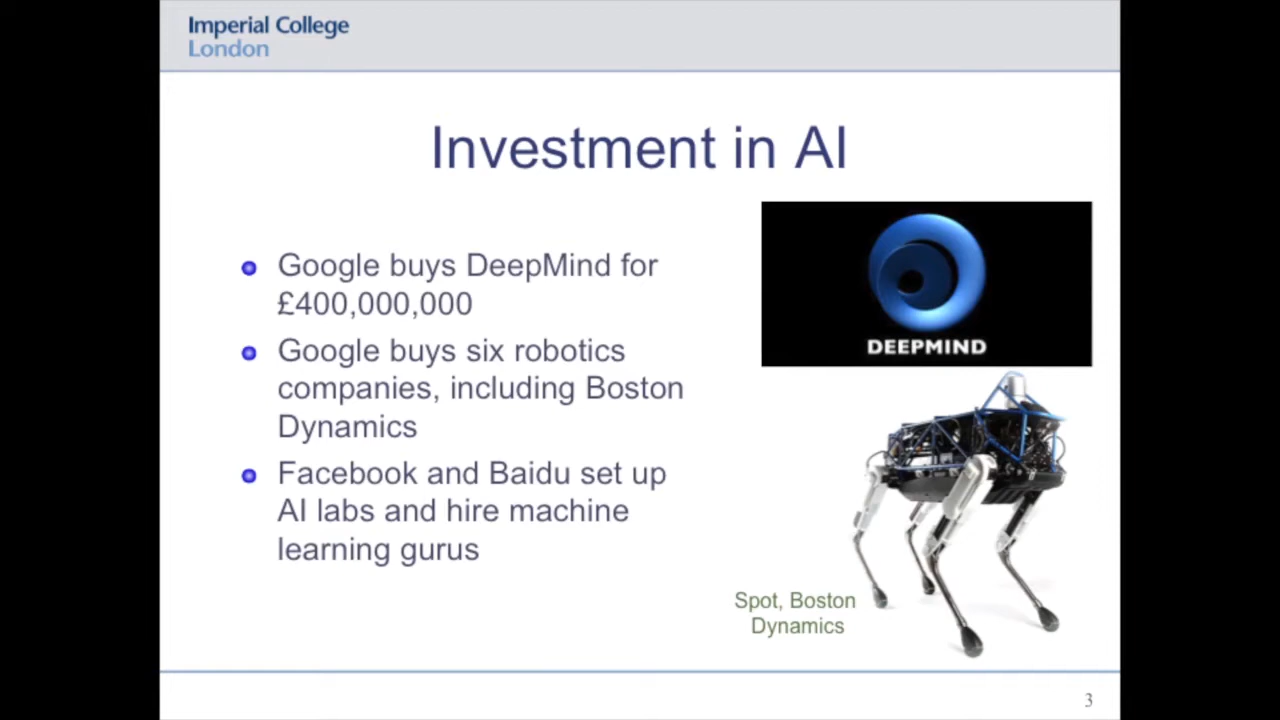 Imperial College
London
Investment in AI
Google buys DeepMind for
£400,000,000
Google buys six robotics
companies, including Boston
Dynamics
Facebook and Baidu set up
AI labs and hire machine
learning gurus
DEEPMIND
Spot, Boston
Dynamics
3